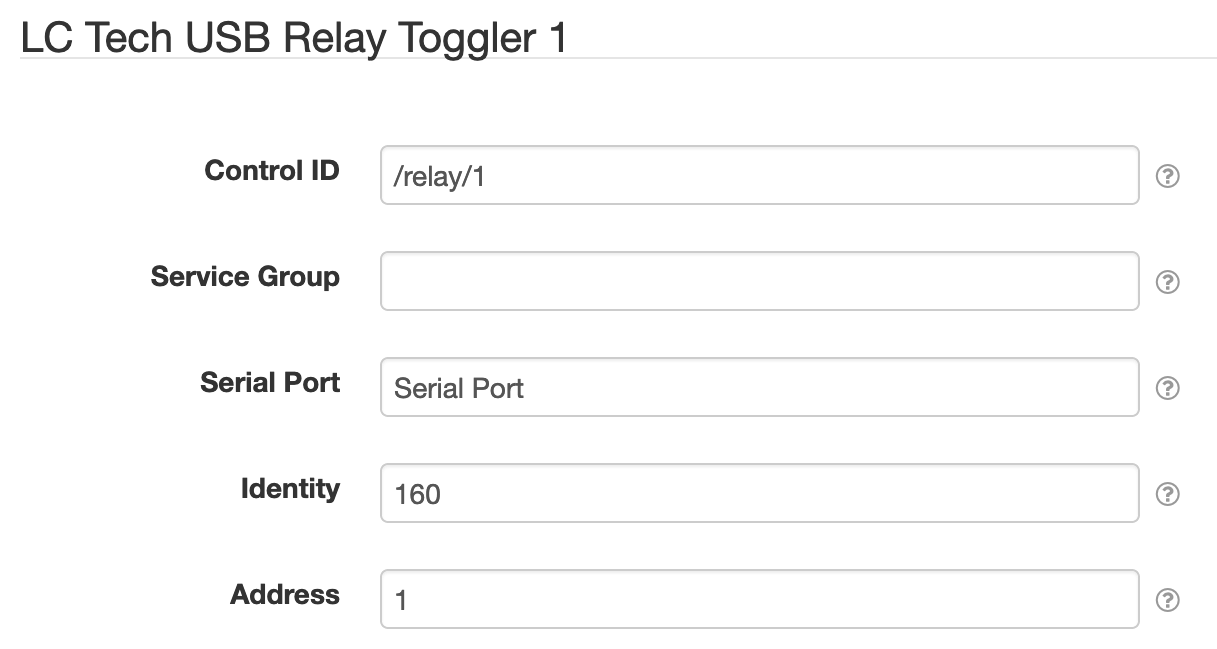 LC Tech USB Relay Toggler 1
Control ID /relay/1 ?
Service Group ?
Serial Port Serial Port ?
Identity 160 ?
Address 1 ?